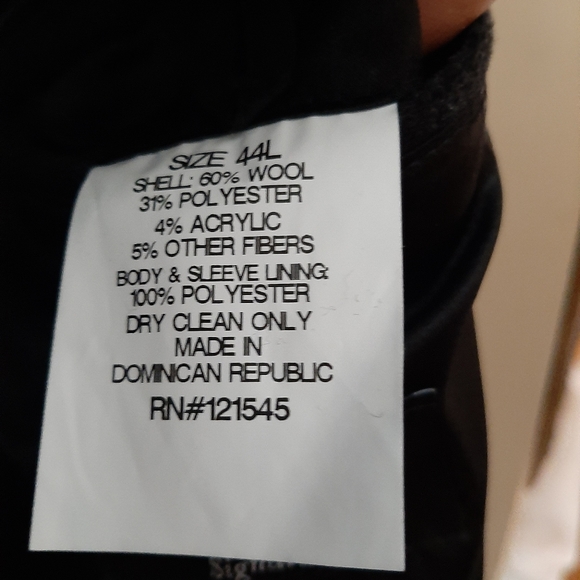 SIZE 44L
SHELL: 60% WOOL
31% POLYESTER
4% ACRYLIC
5% OTHER FIBERS
BODY & SLEEVE LINING:
100% POLYESTER
DRY CLEAN ONLY
MADE IN
DOMINICAN REPUBLIC
RN#121545